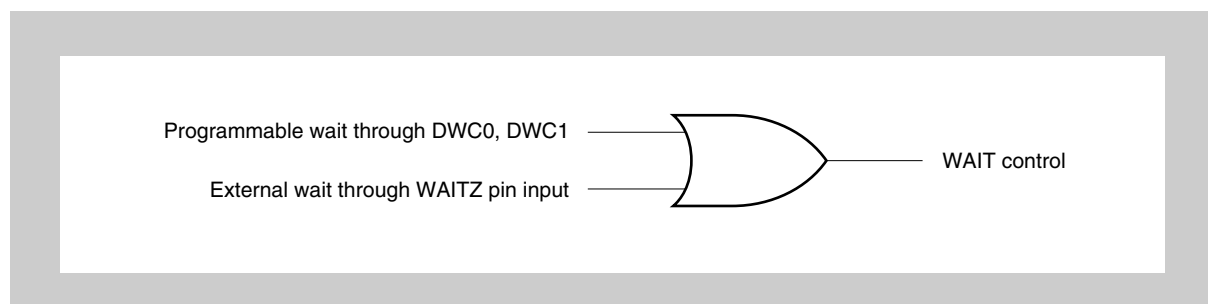 Programmable wait through DWC0, DWC1
External wait through WAITZ pin input
WAIT control